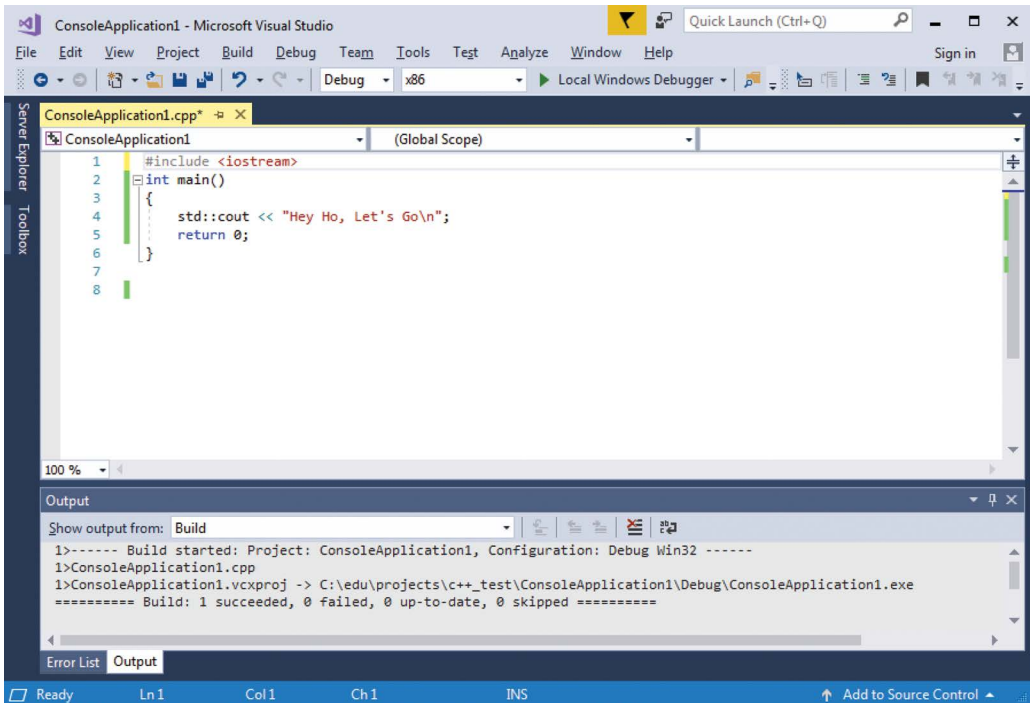 ConsoleApplication1 - Microsoft Visual Studio
Quick Launch (Ctrl+Q)
File Edit View Project Build Debug Team Tools Test Analyze Window Help
Sign in
Debug x86 Local Windows Debugger
Server Explorer
Toolbox
ConsoleApplication1.cpp*
ConsoleApplication1 (Global Scope)
1 #include <iostream>
2 int main()
3 {
4 std::cout << "Hey Ho, Let's Go\n";
5 return 0;
6 }
7
8
100 %
Output
Show output from: Build
1>------ Build started: Project: ConsoleApplication1, Configuration: Debug Win32 ------
1>ConsoleApplication1.cpp
1>ConsoleApplication1.vcxproj -> C:\edu\projects\c++_test\ConsoleApplication1\Debug\ConsoleApplication1.exe
========== Build: 1 succeeded, 0 failed, 0 up-to-date, 0 skipped ==========
Error List Output
Ready Ln 1 Col 1 Ch 1 INS Add to Source Control